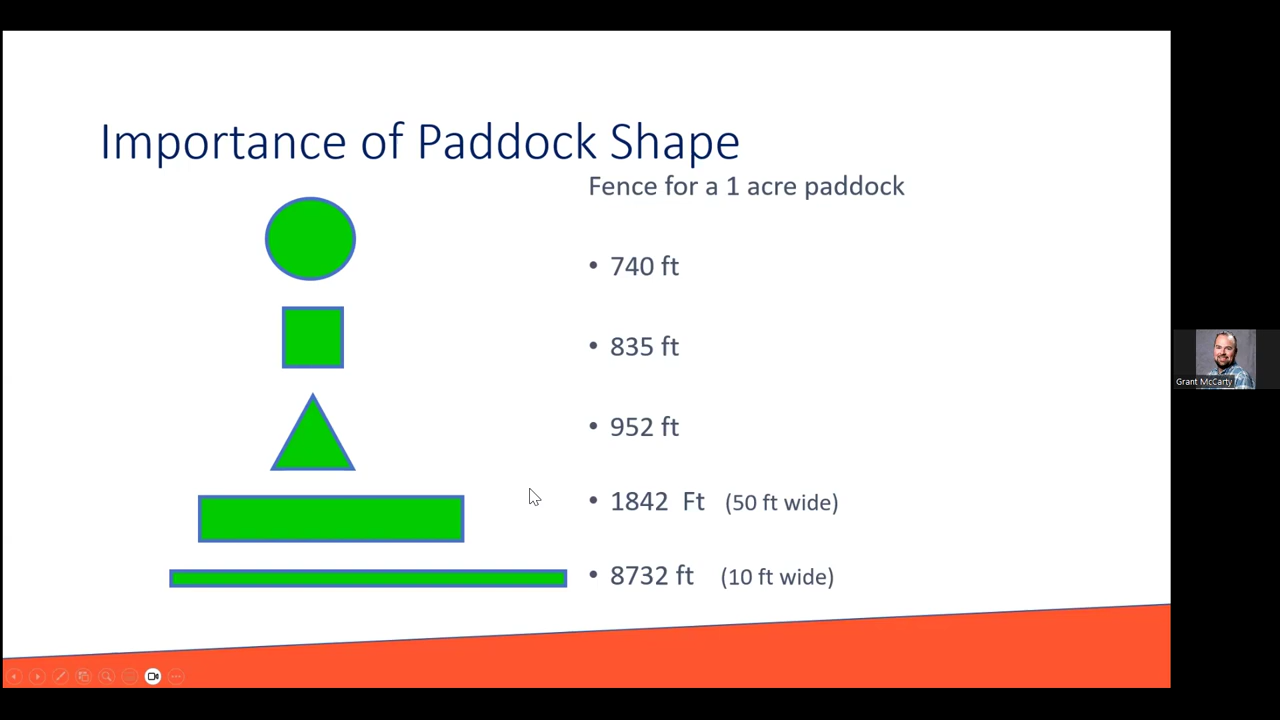 Importance of Paddock Shape
Fence for a 1 acre paddock
• 740 ft
• 835 ft
• 952 ft
• 1842 Ft (50 ft wide)
• 8732 ft (10 ft wide)
Grant McCarty